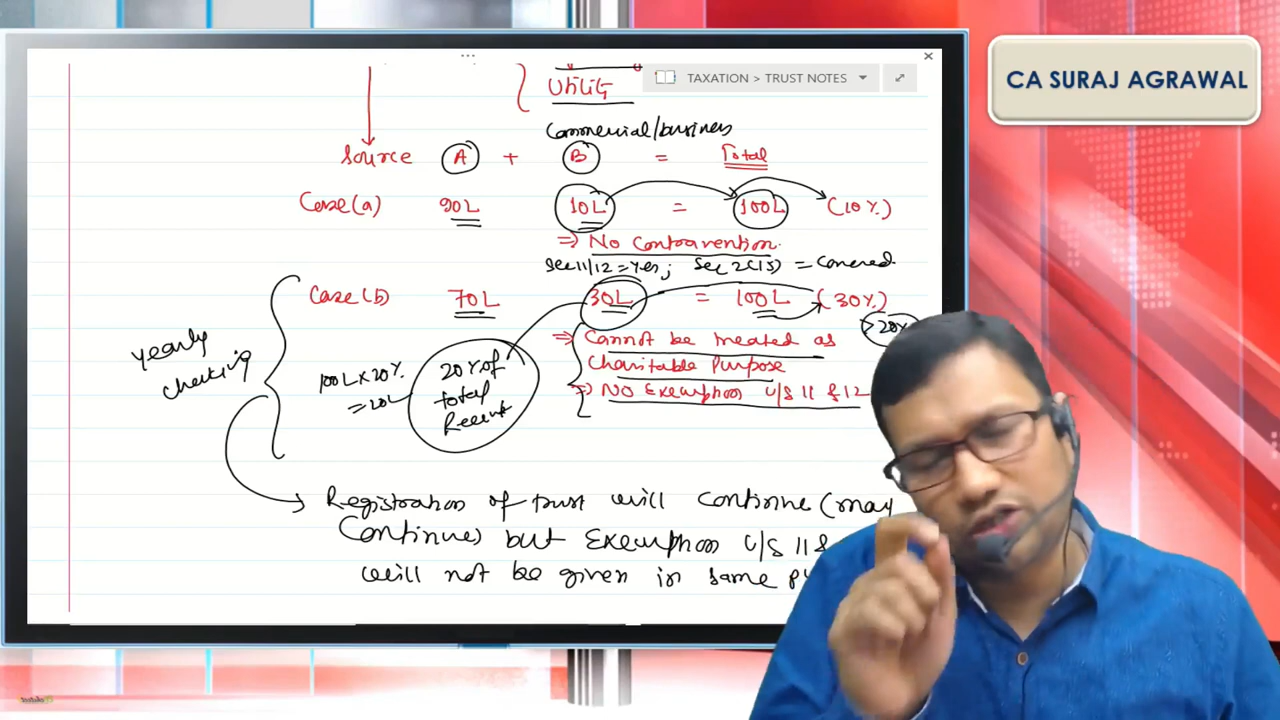 CA SURAJ AGRAWAL
TAXATION > TRUST NOTES
Utility
Commercial/business
Source A + B = Total
Case(a) 90L 10L = 100L (10%)
⇒ No Contravention.
Sec 11/12 = Yes; Sec 2(15) = Covered
Case(b) 70L 30L = 100L (30%)
>20%
⇒ Cannot be treated as
Charitable Purpose
⇒ No Exemption u/s 11 & 12
yearly
checking
100L × 20%
= 20L
20% of
total
Receipt
Registration of trust will continue (may
Continue) but Exemption u/s 11 &
will not be given in same P